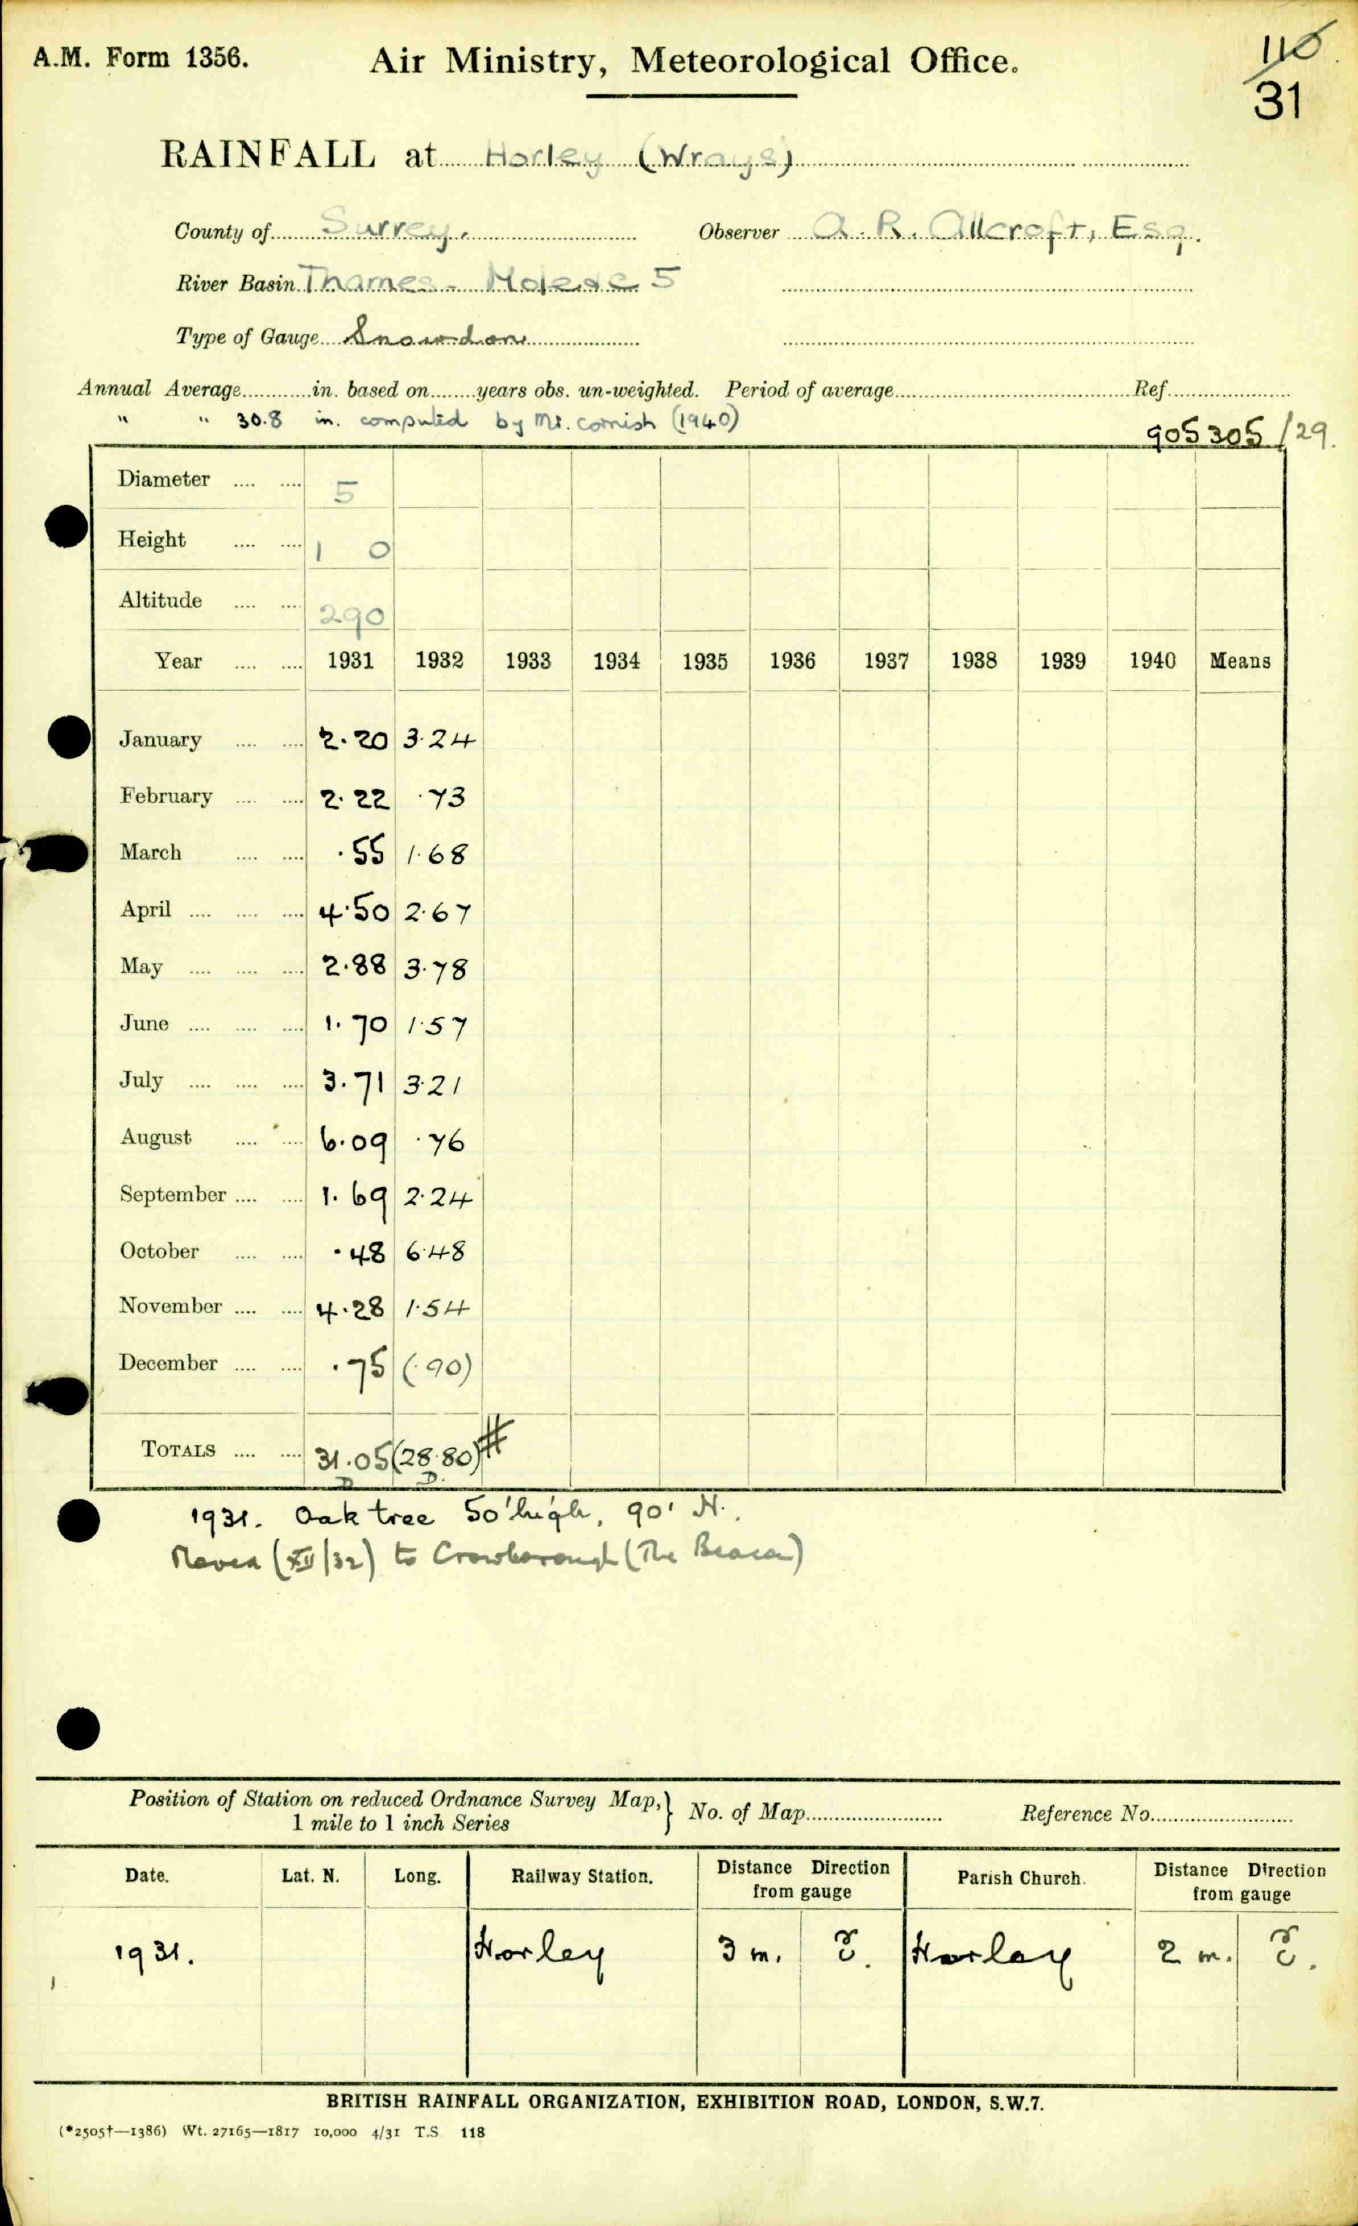 A.M. Form 1356. Air Ministry, Meteorological Office. 110
31
RAINFALL at Horley (Wrays)
County of Surrey. Observer A. R. Allcroft, Esq.
River Basin Thames - Mole 5
Type of Gauge Snowdon
Annual Average in. based on years obs. un-weighted. Period of average Ref.
" " 30.8 in. computed by Mr. Cornish (1940)
905305/29.
Diameter 5
Height 1 0
Altitude 290
Year 1931 1932 1933 1934 1935 1936 1937 1938 1939 1940 Means
January 2.20 3.24
February 2.22 .73
March .55 1.68
April 4.50 2.67
May 2.88 3.78
June 1.70 1.57
July 3.71 3.21
August 6.09 .76
September 1.69 2.24
October .48 6.48
November 4.28 1.54
December .75 (.90)
TOTALS 31.05 (28.80) #
D D.
1931. Oak tree 50' high, 90' N.
Moved (XII/32) to Crowborough (The Beacon)
Position of Station on reduced Ordnance Survey Map, } No. of Map Reference No.
1 mile to 1 inch Series
Date. Lat. N. Long. Railway Station. Distance Direction from gauge Parish Church. Distance Direction from gauge
1931. Horley 3 m. E. Horley 2 m. E.
BRITISH RAINFALL ORGANIZATION, EXHIBITION ROAD, LONDON, S.W.7.
(*2505†—1386) Wt. 27165—1817 10,000 4/31 T.S 118